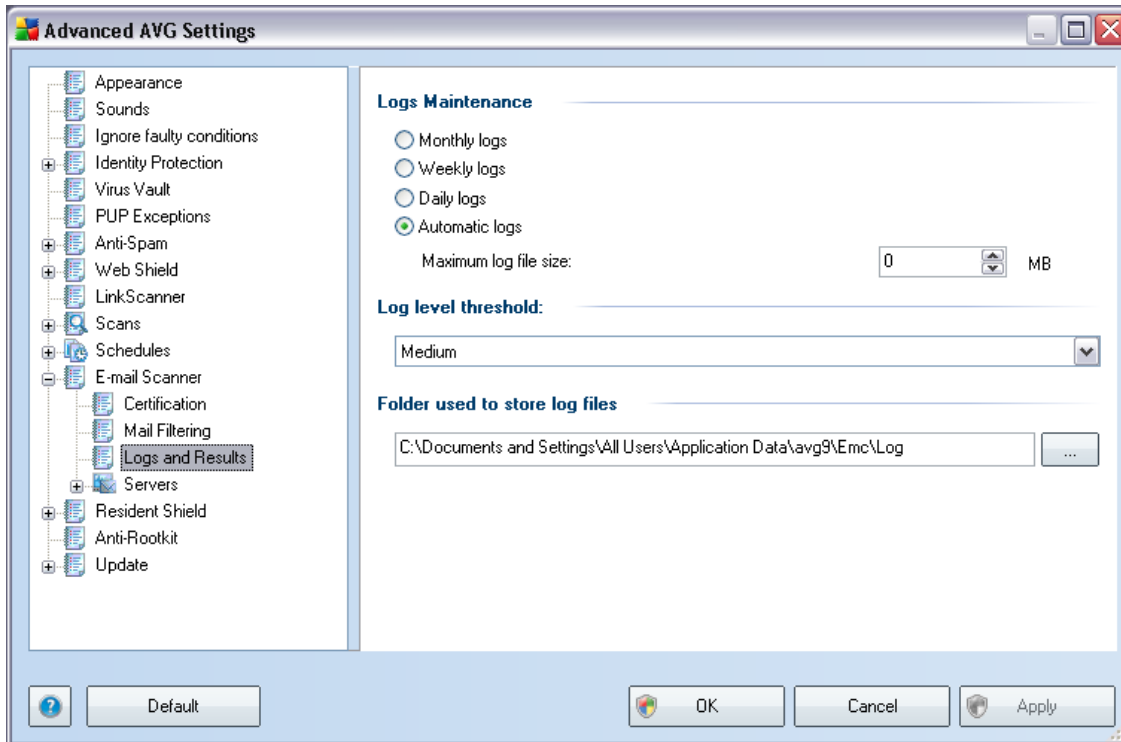 Advanced AVG Settings
Appearance
Sounds
Ignore faulty conditions
Identity Protection
Virus Vault
PUP Exceptions
Anti-Spam
Web Shield
LinkScanner
Scans
Schedules
E-mail Scanner
Certification
Mail Filtering
Logs and Results
Servers
Resident Shield
Anti-Rootkit
Update
Logs Maintenance
Monthly logs
Weekly logs
Daily logs
Automatic logs
Maximum log file size: 0 MB
Log level threshold:
Medium
Folder used to store log files
C:\Documents and Settings\All Users\Application Data\avg9\Emc\Log ...
? Default OK Cancel Apply